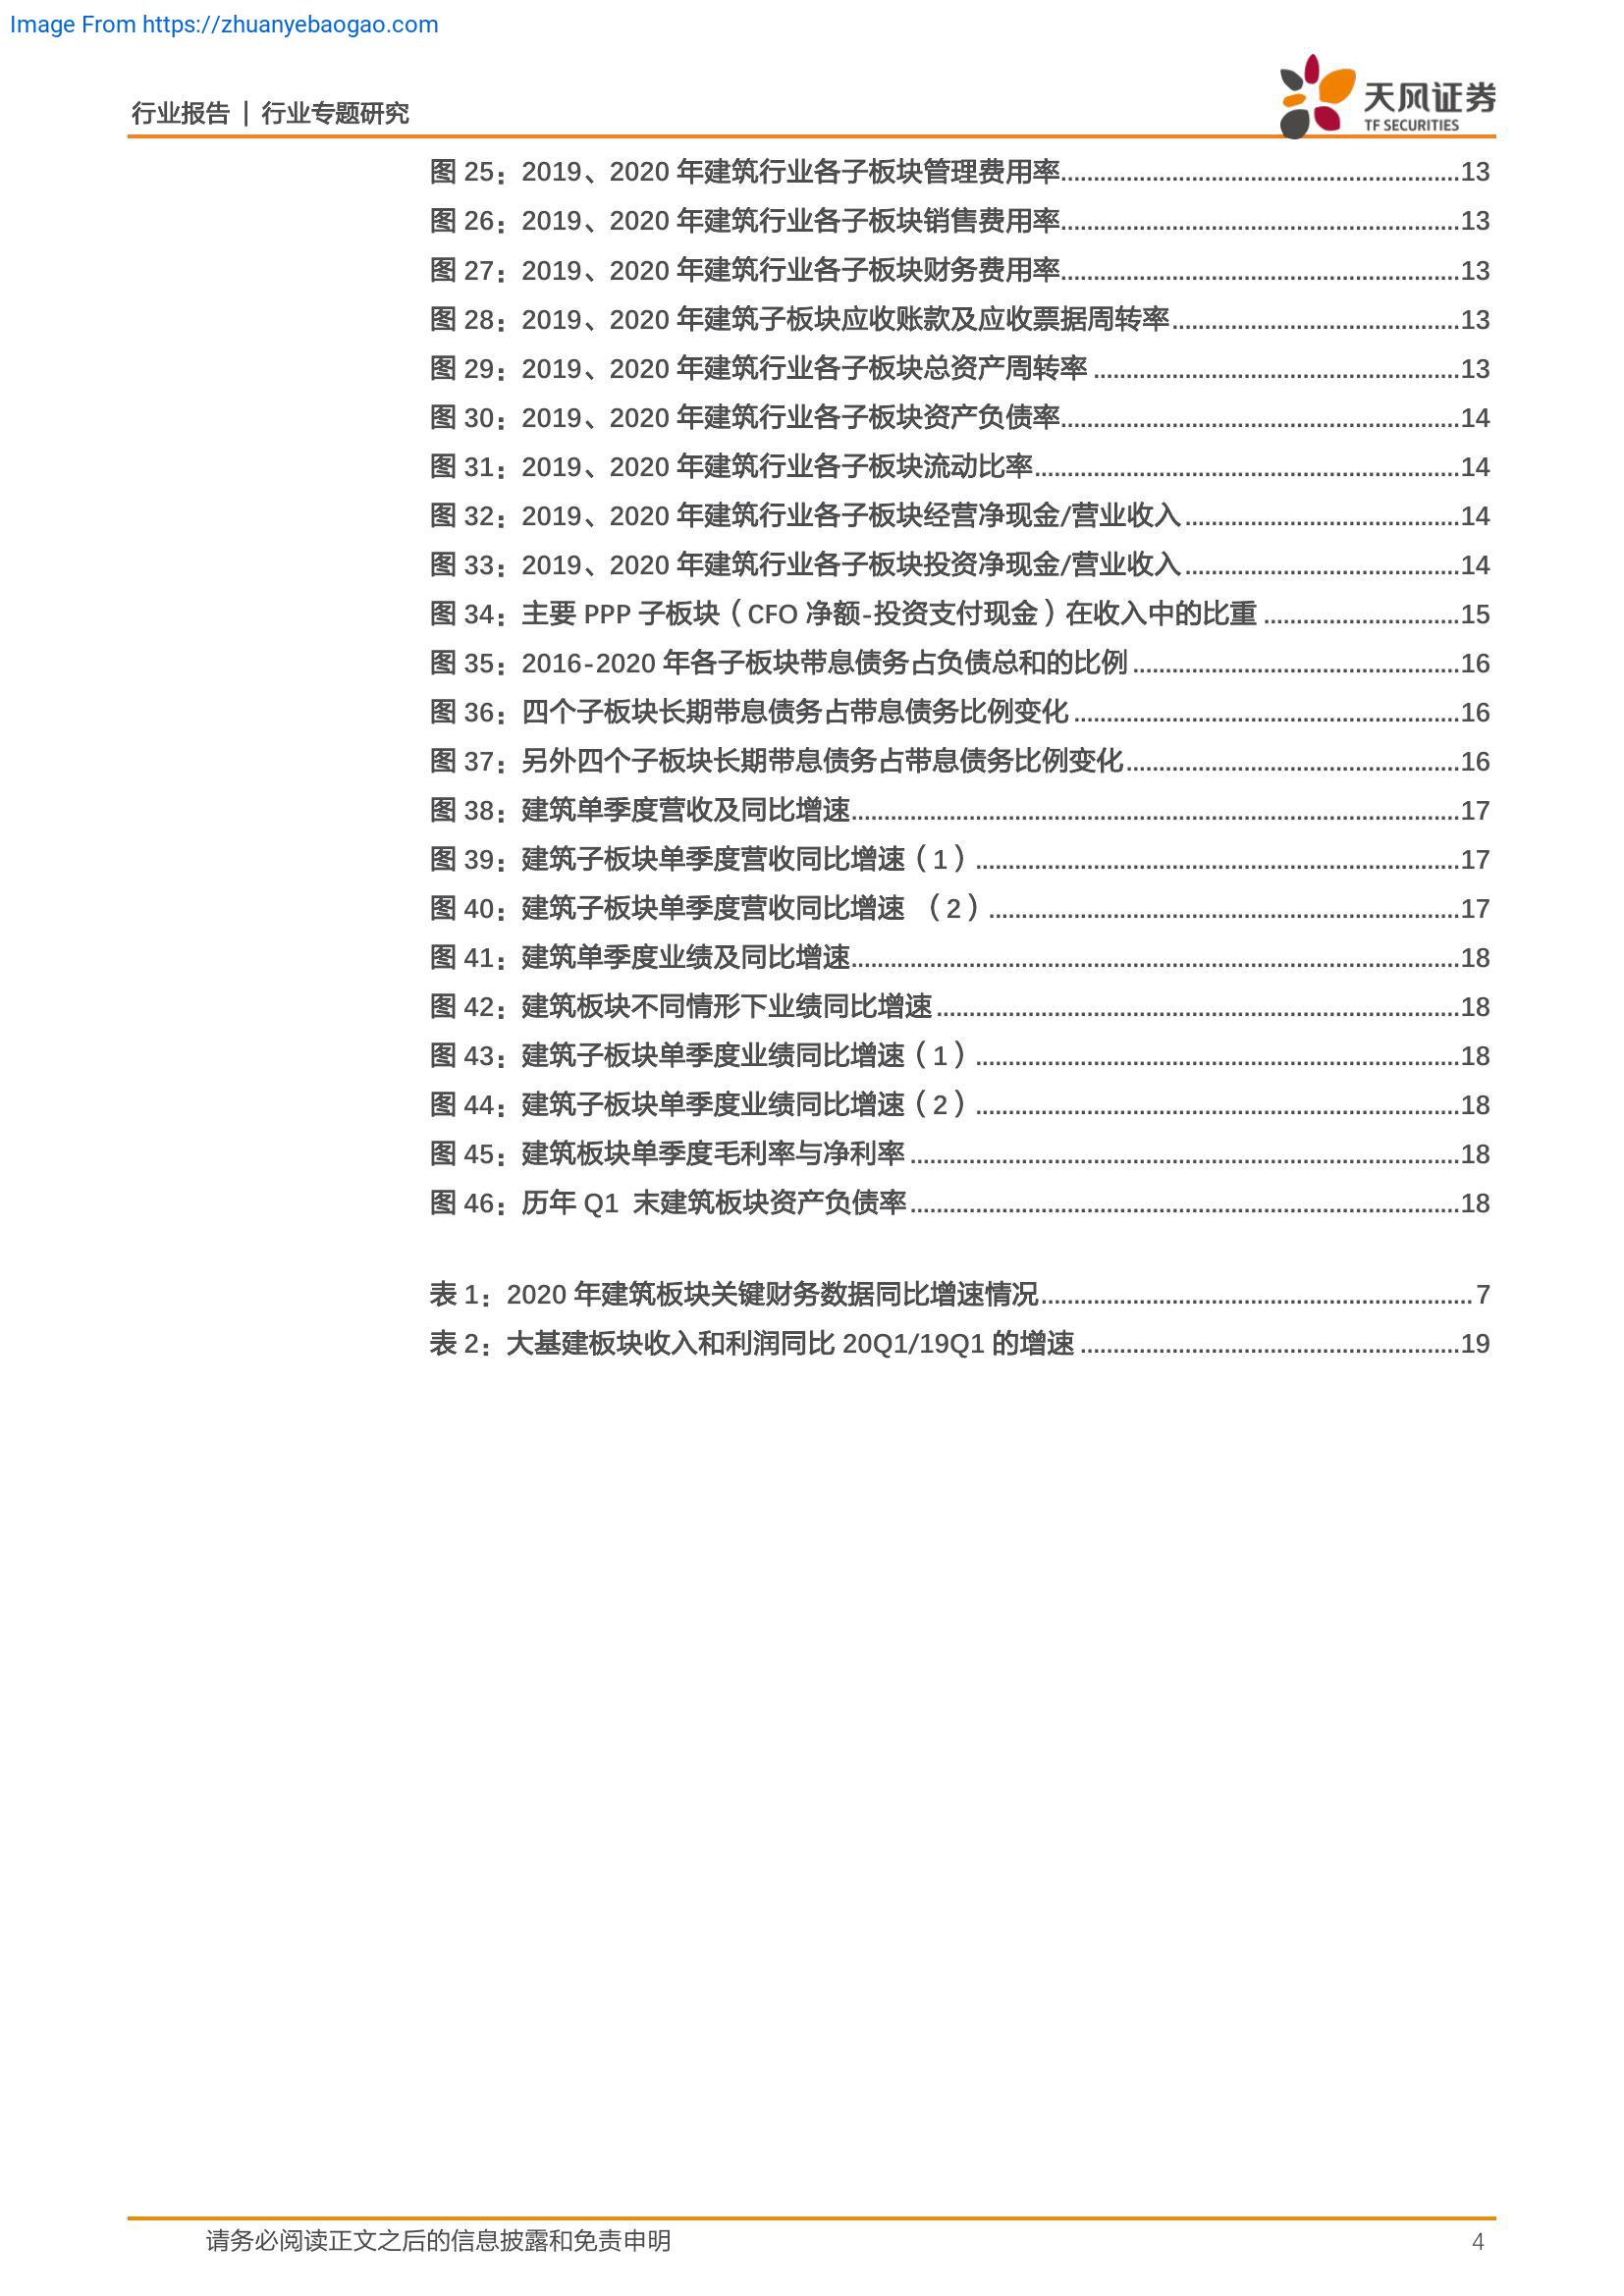 Image From https://zhuanyebaogao.com
行业报告 | 行业专题研究
天风证券
TF SECURITIES
图 25：2019、2020 年建筑行业各子板块管理费用率.............................................................13
图 26：2019、2020 年建筑行业各子板块销售费用率.............................................................13
图 27：2019、2020 年建筑行业各子板块财务费用率.............................................................13
图 28：2019、2020 年建筑子板块应收账款及应收票据周转率............................................13
图 29：2019、2020 年建筑行业各子板块总资产周转率 ........................................................13
图 30：2019、2020 年建筑行业各子板块资产负债率.............................................................14
图 31：2019、2020 年建筑行业各子板块流动比率.................................................................14
图 32：2019、2020 年建筑行业各子板块经营净现金/营业收入..........................................14
图 33：2019、2020 年建筑行业各子板块投资净现金/营业收入..........................................14
图 34：主要 PPP 子板块（CFO 净额-投资支付现金）在收入中的比重 ..............................15
图 35：2016-2020 年各子板块带息债务占负债总和的比例..................................................16
图 36：四个子板块长期带息债务占带息债务比例变化 ...........................................................16
图 37：另外四个子板块长期带息债务占带息债务比例变化...................................................16
图 38：建筑单季度营收及同比增速.............................................................................................17
图 39：建筑子板块单季度营收同比增速（1）..........................................................................17
图 40：建筑子板块单季度营收同比增速 （2）........................................................................17
图 41：建筑单季度业绩及同比增速.............................................................................................18
图 42：建筑板块不同情形下业绩同比增速................................................................................18
图 43：建筑子板块单季度业绩同比增速（1）..........................................................................18
图 44：建筑子板块单季度业绩同比增速（2）..........................................................................18
图 45：建筑板块单季度毛利率与净利率 ....................................................................................18
图 46：历年 Q1 末建筑板块资产负债率....................................................................................18
表 1：2020 年建筑板块关键财务数据同比增速情况.................................................................. 7
表 2：大基建板块收入和利润同比 20Q1/19Q1 的增速 ..........................................................19
请务必阅读正文之后的信息披露和免责申明
4